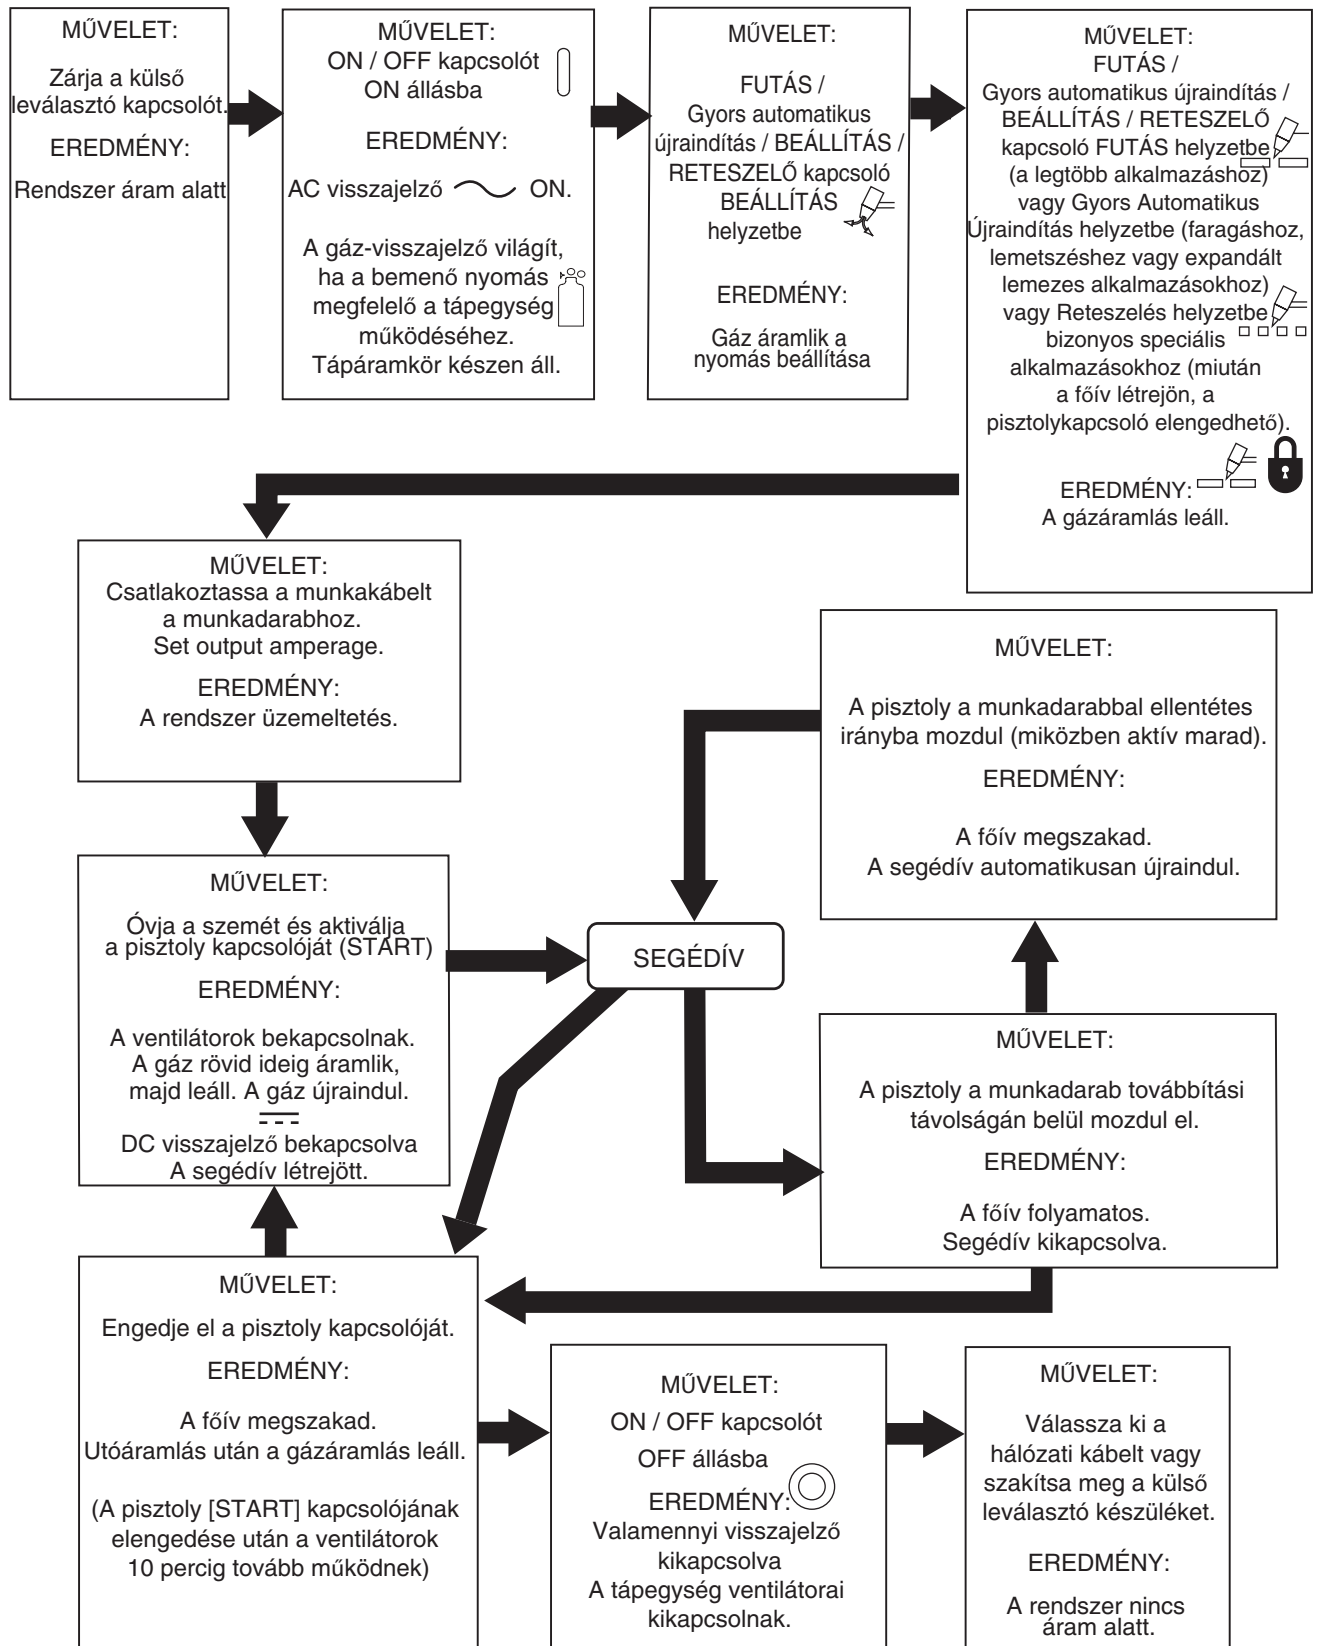 MŰVELET:
Zárja a külső
leválasztó kapcsolót.
EREDMÉNY:
Rendszer áram alatt
MŰVELET:
ON / OFF kapcsolót
ON állásba
EREDMÉNY:
AC visszajelző ON.
A gáz-visszajelző világít,
ha a bemenő nyomás
megfelelő a tápegység
működéséhez.
Tápáramkör készen áll.
MŰVELET:
FUTÁS /
Gyors automatikus
újraindítás / BEÁLLÍTÁS /
RETESZELŐ kapcsoló
BEÁLLÍTÁS
helyzetbe
EREDMÉNY:
Gáz áramlik a
nyomás beállítása
MŰVELET:
FUTÁS /
Gyors automatikus újraindítás /
BEÁLLÍTÁS / RETESZELŐ
kapcsoló FUTÁS helyzetbe
(a legtöbb alkalmazáshoz)
vagy Gyors Automatikus
Újraindítás helyzetbe (faragáshoz,
lemetszéshez vagy expandált
lemezes alkalmazásokhoz)
vagy Reteszelés helyzetbe
bizonyos speciális
alkalmazásokhoz (miután
a főív létrejön, a
pisztolykapcsoló elengedhető).
EREDMÉNY:
A gázáramlás leáll.
MŰVELET:
Csatlakoztassa a munkakábelt
a munkadarabhoz.
Set output amperage.
EREDMÉNY:
A rendszer üzemeltetés.
MŰVELET:
A pisztoly a munkadarabbal ellentétes
irányba mozdul (miközben aktív marad).
EREDMÉNY:
A főív megszakad.
A segédív automatikusan újraindul.
MŰVELET:
Óvja a szemét és aktiválja
a pisztoly kapcsolóját (START)
EREDMÉNY:
A ventilátorok bekapcsolnak.
A gáz rövid ideig áramlik,
majd leáll. A gáz újraindul.
DC visszajelző bekapcsolva
A segédív létrejött.
SEGÉDÍV
MŰVELET:
A pisztoly a munkadarab továbbítási
távolságán belül mozdul el.
EREDMÉNY:
A főív folyamatos.
Segédív kikapcsolva.
MŰVELET:
Engedje el a pisztoly kapcsolóját.
EREDMÉNY:
A főív megszakad.
Utóáramlás után a gázáramlás leáll.
(A pisztoly [START] kapcsolójának
elengedése után a ventilátorok
10 percig tovább működnek)
MŰVELET:
ON / OFF kapcsolót
OFF állásba
EREDMÉNY:
Valamennyi visszajelző
kikapcsolva
A tápegység ventilátorai
kikapcsolnak.
MŰVELET:
Válassza ki a
hálózati kábelt vagy
szakítsa meg a külső
leválasztó készüléket.
EREDMÉNY:
A rendszer nincs
áram alatt.